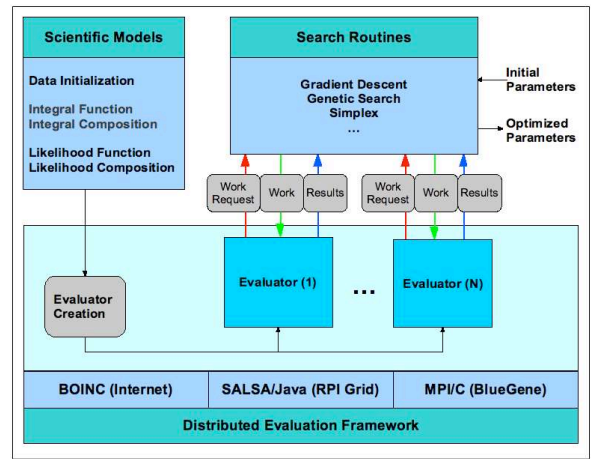 Scientific Models
Data Initialization
Integral Function
Integral Composition
Likelihood Function
Likelihood Composition
Search Routines
Gradient Descent
Genetic Search
Simplex
...
Initial
Parameters
Optimized
Parameters
Work
Request
Work
Results
Work
Request
Work
Results
Evaluator
Creation
Evaluator (1)
...
Evaluator (N)
BOINC (Internet)
SALSA/Java (RPI Grid)
MPI/C (BlueGene)
Distributed Evaluation Framework